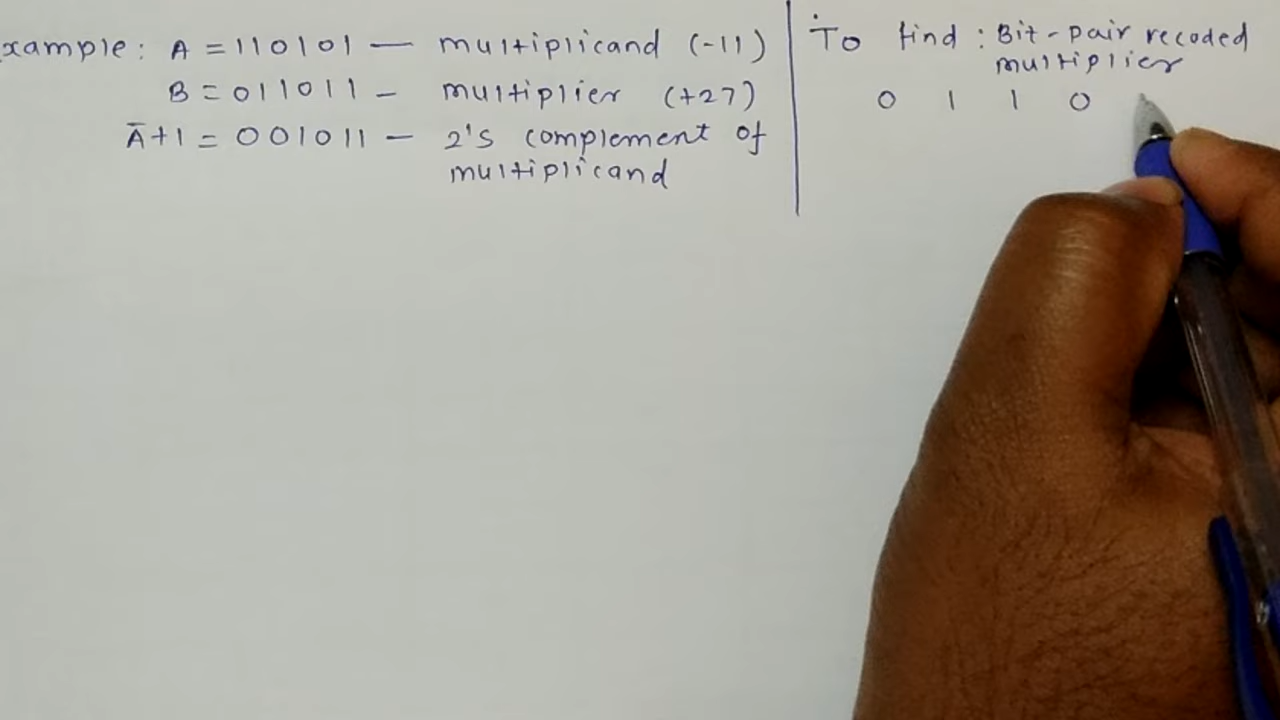 xample: A = 110101 — multiplicand (-11)
B = 011011 - multiplier (+27)
Ā+1 = 001011 - 2's complement of
multiplicand
To find: Bit-pair recoded
multiplier
0 1 1 0